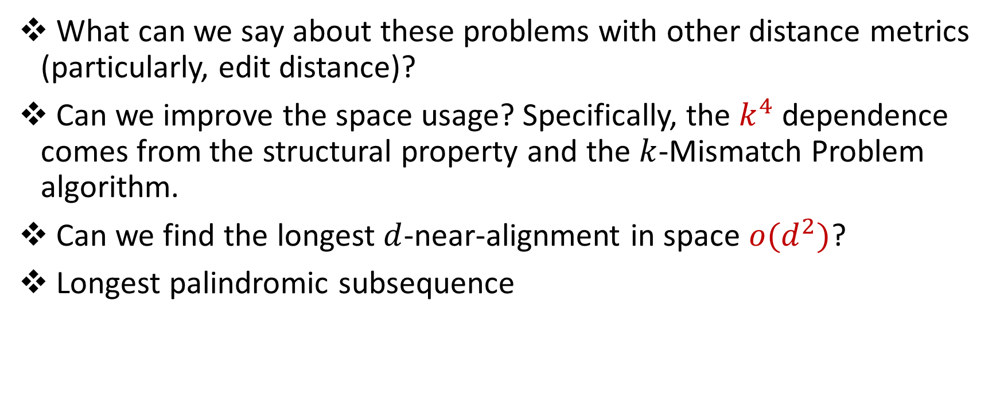 ❖ What can we say about these problems with other distance metrics
(particularly, edit distance)?
❖ Can we improve the space usage? Specifically, the k⁴ dependence
comes from the structural property and the k-Mismatch Problem
algorithm.
❖ Can we find the longest d-near-alignment in space o(d²)?
❖ Longest palindromic subsequence